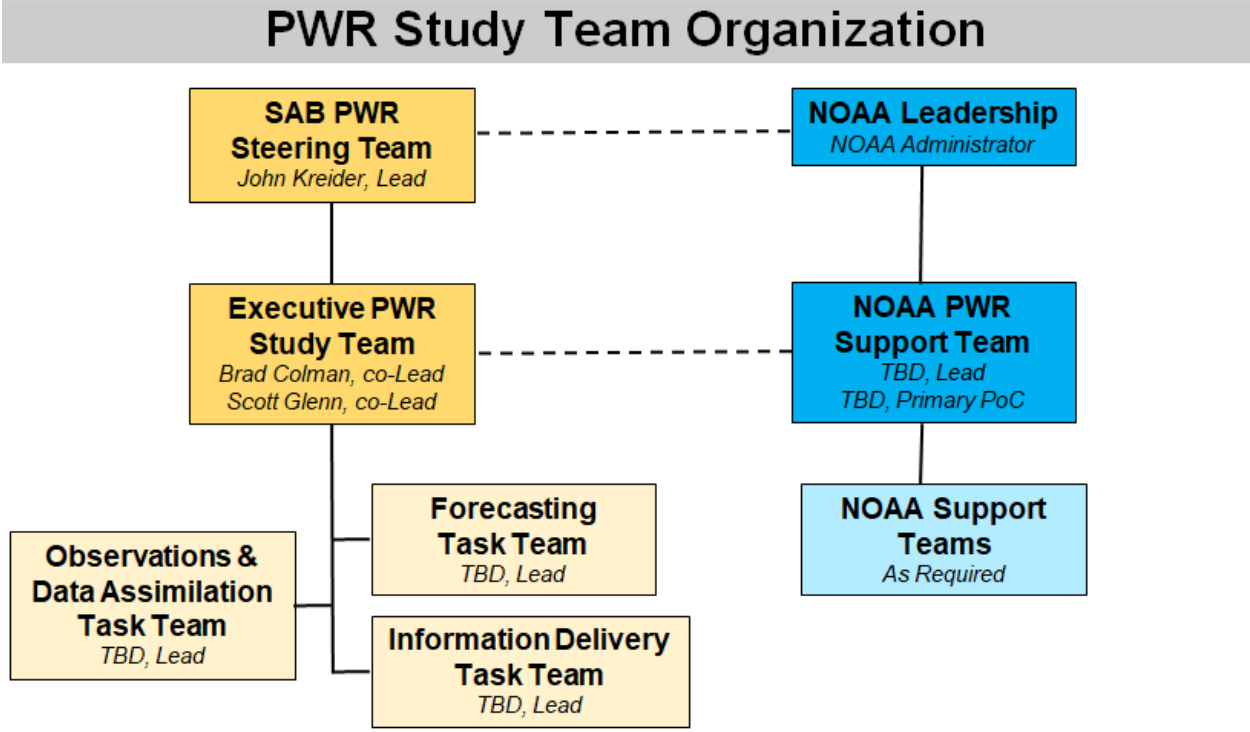 PWR Study Team Organization
SAB PWR
Steering Team
John Kreider, Lead
NOAA Leadership
NOAA Administrator
Executive PWR
Study Team
Brad Colman, co-Lead
Scott Glenn, co-Lead
NOAA PWR
Support Team
TBD, Lead
TBD, Primary PoC
Forecasting
Task Team
TBD, Lead
NOAA Support
Teams
As Required
Observations &
Data Assimilation
Task Team
TBD, Lead
Information Delivery
Task Team
TBD, Lead